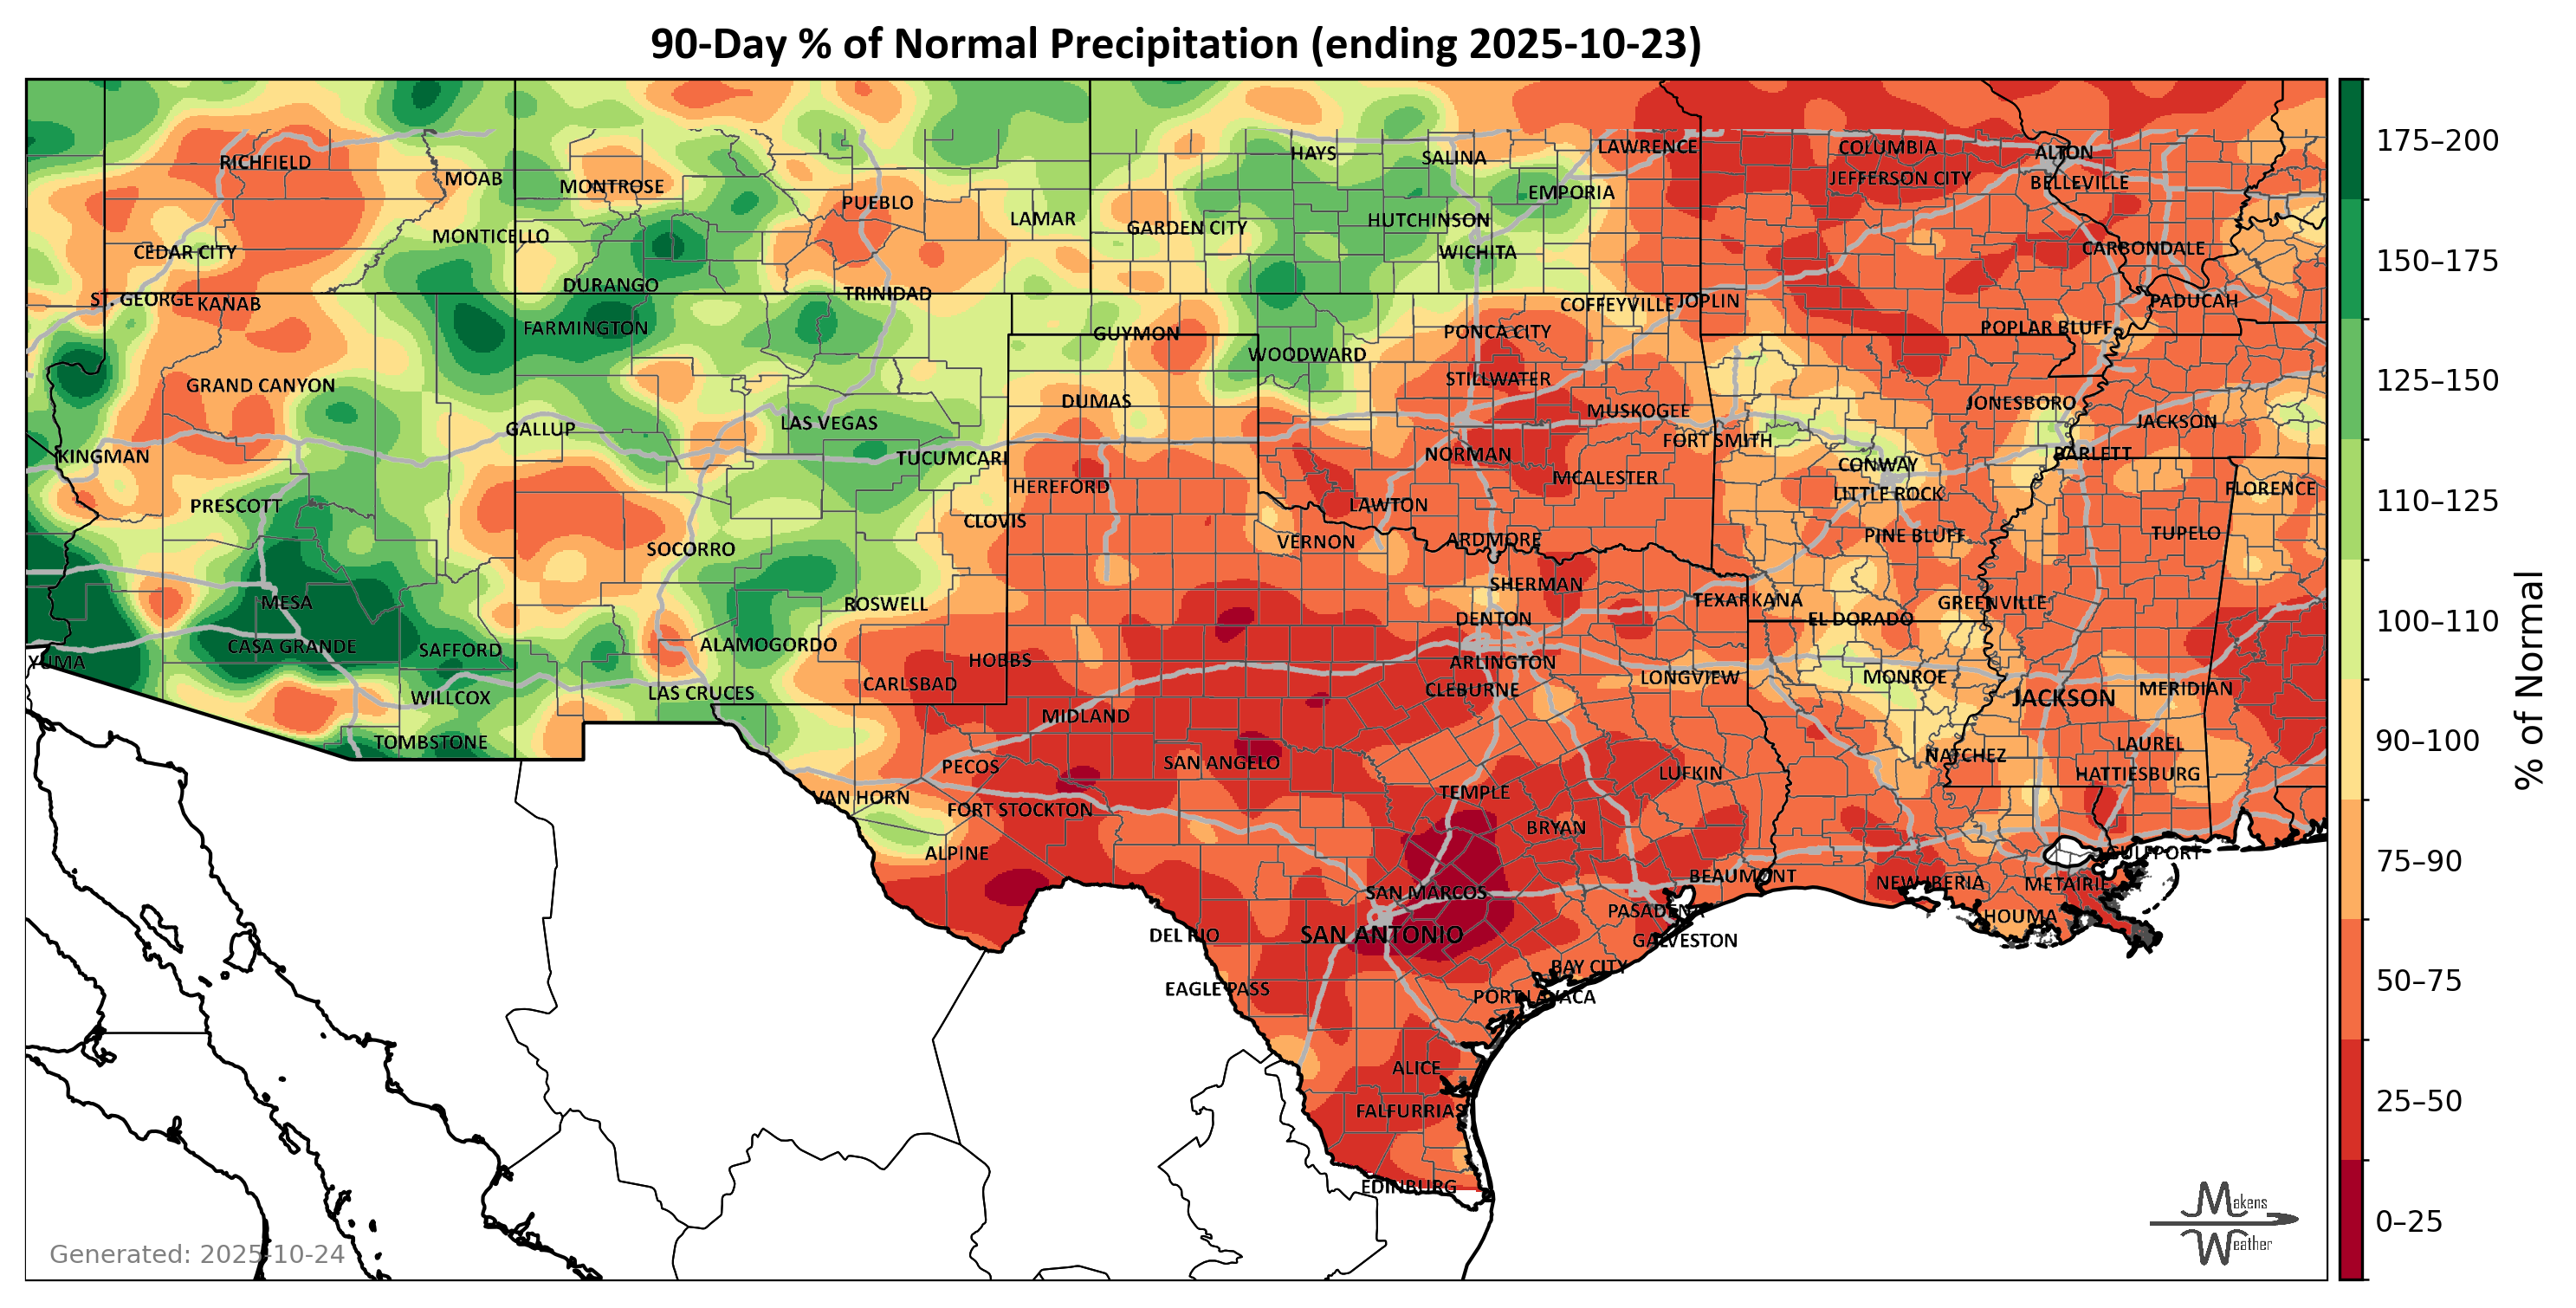 90-Day % of Normal Precipitation (ending 2025-10-23)
HAYS
SALINA
LAWRENCE
COLUMBIA
ALTON
RICHFIELD
MOAB
MONTROSE
JEFFERSON CITY
BELLEVILLE
PUEBLO
EMPORIA
LAMAR
GARDEN CITY
HUTCHINSON
MONTICELLO
CEDAR CITY
WICHITA
CARBONDALE
DURANGO
TRINIDAD
ST. GEORGE
KANAB
COFFEYVILLE
JOPLIN
PADUCAH
FARMINGTON
GUYMON
PONCA CITY
POPLAR BLUFF
WOODWARD
GRAND CANYON
STILLWATER
DUMAS
MUSKOGEE
JONESBORO
LAS VEGAS
GALLUP
JACKSON
FORT SMITH
KINGMAN
TUCUMCARI
NORMAN
BARLETT
CONWAY
MCALESTER
HEREFORD
LITTLE ROCK
FLORENCE
PRESCOTT
LAWTON
CLOVIS
VERNON
ARDMORE
PINE BLUFF
TUPELO
SOCORRO
SHERMAN
MESA
ROSWELL
TEXARKANA
GREENVILLE
DENTON
EL DORADO
CASA GRANDE
SAFFORD
ALAMOGORDO
YUMA
HOBBS
ARLINGTON
CARLSBAD
CLEBURNE
LONGVIEW
MONROE
MERIDIAN
WILLCOX
LAS CRUCES
JACKSON
MIDLAND
TOMBSTONE
LAUREL
NATCHEZ
PECOS
SAN ANGELO
LUFKIN
HATTIESBURG
VAN HORN
FORT STOCKTON
TEMPLE
BRYAN
ALPINE
GULFPORT
BEAUMONT
NEW IBERIA
METAIRIE
SAN MARCOS
PASADENA
HOUMA
DEL RIO
SAN ANTONIO
GALVESTON
BAY CITY
EAGLE PASS
PORT LAVACA
ALICE
FALFURRIAS
EDINBURG
Generated: 2025-10-24
Makens
Weather
175–200
150–175
125–150
110–125
100–110
90–100
75–90
50–75
25–50
0–25
% of Normal